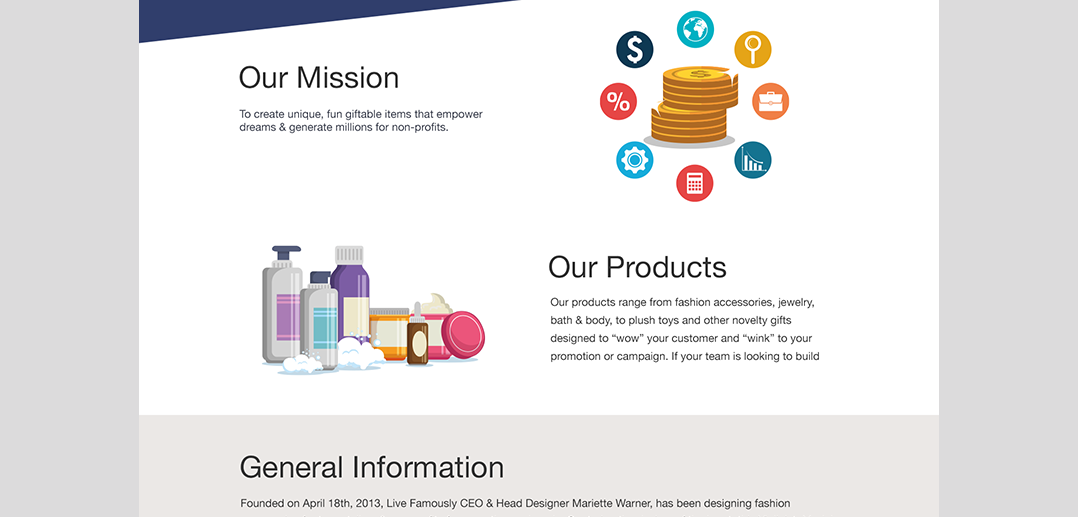 Our Mission
To create unique, fun giftable items that empower
dreams & generate millions for non-profits.
$
%
$
Our Products
Our products range from fashion accessories, jewelry,
bath & body, to plush toys and other novelty gifts
designed to “wow” your customer and “wink” to your
promotion or campaign. If your team is looking to build
General Information
Founded on April 18th, 2013, Live Famously CEO & Head Designer Mariette Warner, has been designing fashion